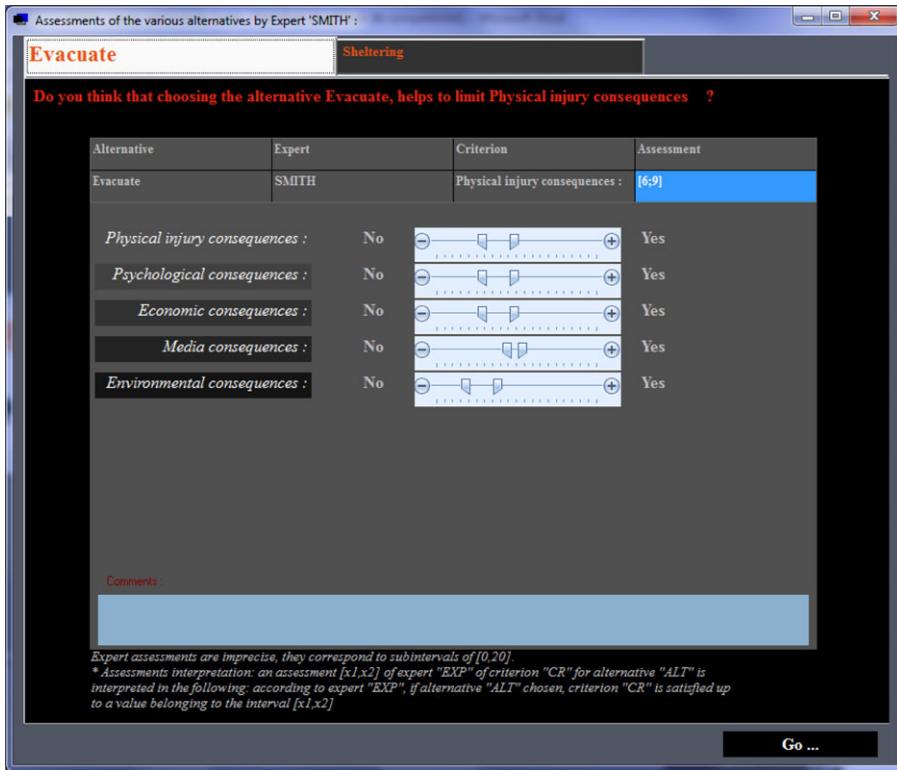 Assessments of the various alternatives by Expert 'SMITH' :
Evacuate
Sheltering
Do you think that choosing the alternative Evacuate, helps to limit Physical injury consequences ?
Alternative Expert Criterion Assessment
Evacuate SMITH Physical injury consequences : [6;9]
Physical injury consequences : No Yes
Psychological consequences : No Yes
Economic consequences : No Yes
Media consequences : No Yes
Environmental consequences : No Yes
Comments :
Expert assessments are imprecise, they correspond to subintervals of [0,20].
* Assessments interpretation: an assessment [x1,x2] of expert "EXP" of criterion "CR" for alternative "ALT" is
interpreted in the following: according to expert "EXP", if alternative "ALT" chosen, criterion "CR" is satisfied up
to a value belonging to the interval [x1,x2]
Go ...